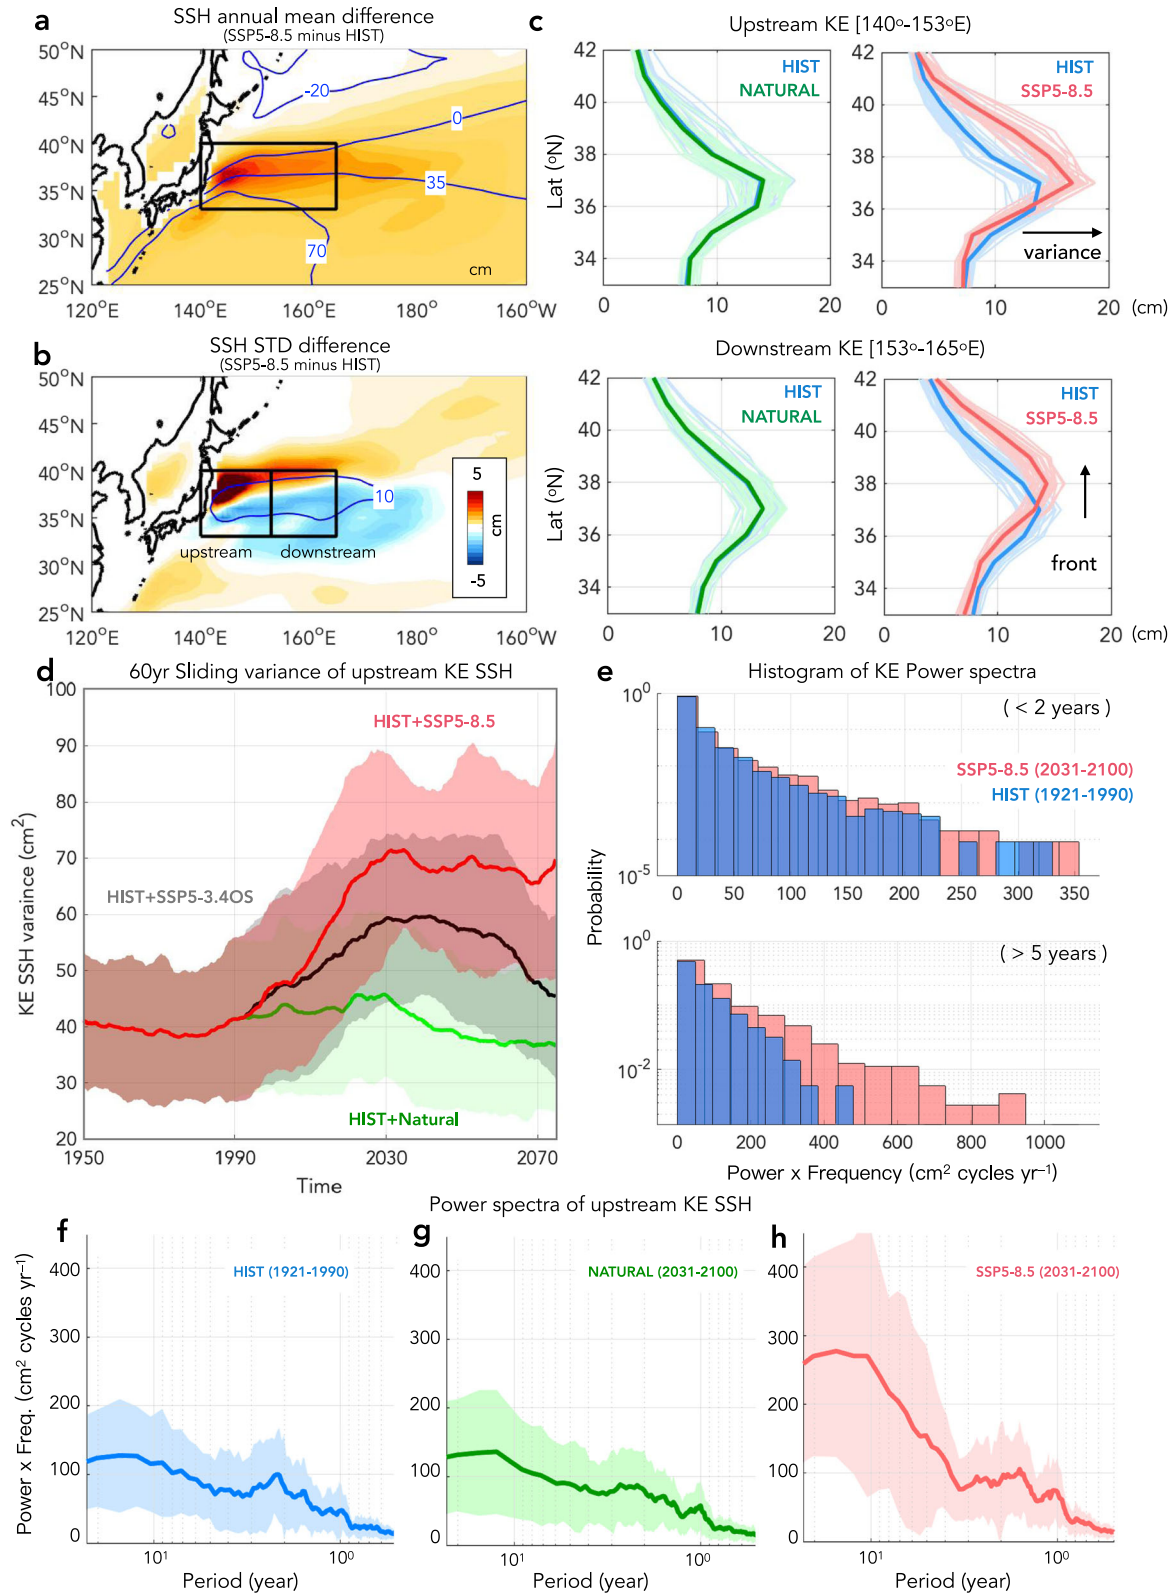 a
SSH annual mean difference
(SSP5-8.5 minus HIST)
50°N
45°N
40°N
35°N
30°N
25°N
-20
0
35
70
cm
120°E
140°E
160°E
180°E
160°W
b
SSH STD difference
(SSP5-8.5 minus HIST)
50°N
45°N
40°N
35°N
30°N
25°N
10
upstream
downstream
5
cm
-5
120°E
140°E
160°E
180°E
160°W
c
Upstream KE [140°-153°E]
42
40
38
36
34
Lat (°N)
HIST
NATURAL
0
10
20
42
40
38
36
34
HIST
SSP5-8.5
variance
0
10
20
(cm)
Downstream KE [153°-165°E]
42
40
38
36
34
Lat (°N)
HIST
NATURAL
0
10
20
42
40
38
36
34
HIST
SSP5-8.5
front
0
10
20
(cm)
d
60yr Sliding variance of upstream KE SSH
100
90
80
70
60
50
40
30
20
KE SSH varaince (cm²)
HIST+SSP5-8.5
HIST+SSP5-3.4OS
HIST+Natural
1950
1990
2030
2070
Time
e
Histogram of KE Power spectra
10⁰
10⁻⁵
( < 2 years )
SSP5-8.5 (2031-2100)
HIST (1921-1990)
0
50
100
150
200
250
300
350
Probability
10⁰
10⁻²
( > 5 years )
0
200
400
600
800
1000
Power x Frequency (cm² cycles yr⁻¹)
Power spectra of upstream KE SSH
f
400
300
200
100
0
Power x Freq. (cm² cycles yr⁻¹)
HIST (1921-1990)
10¹
10⁰
Period (year)
g
400
300
200
100
0
NATURAL (2031-2100)
10¹
10⁰
Period (year)
h
400
300
200
100
0
SSP5-8.5 (2031-2100)
10¹
10⁰
Period (year)